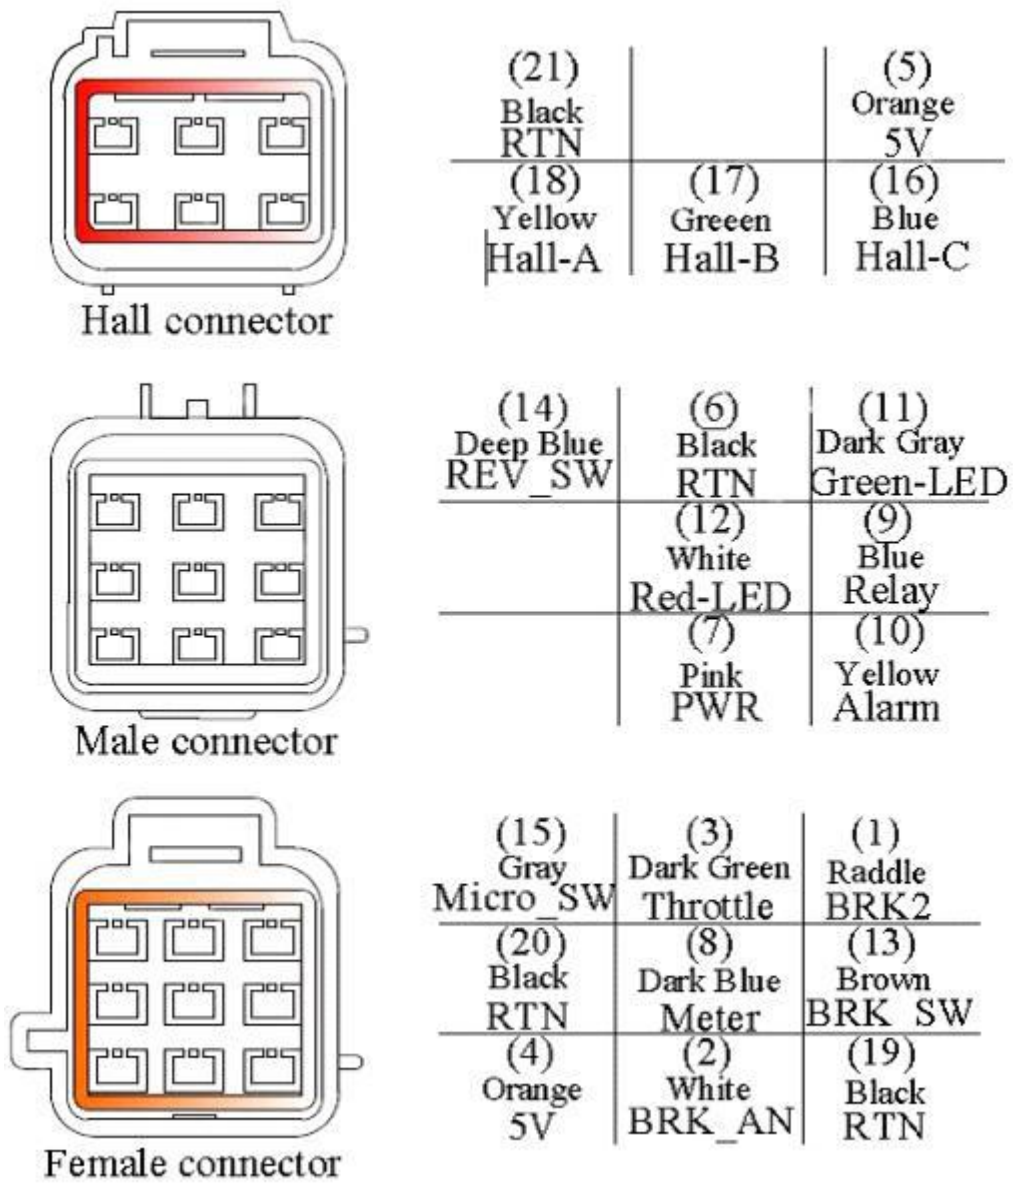 (21)
Black
RTN
(5)
Orange
5V
(18)
Yellow
Hall-A
(17)
Greeen
Hall-B
(16)
Blue
Hall-C
Hall connector
(14)
Deep Blue
REV_SW
(6)
Black
RTN
(11)
Dark Gray
Green-LED
(12)
White
Red-LED
(9)
Blue
Relay
(7)
Pink
PWR
(10)
Yellow
Alarm
Male connector
(15)
Gray
Micro_SW
(3)
Dark Green
Throttle
(1)
Raddle
BRK2
(20)
Black
RTN
(8)
Dark Blue
Meter
(13)
Brown
BRK SW
(4)
Orange
5V
(2)
White
BRK_AN
(19)
Black
RTN
Female connector